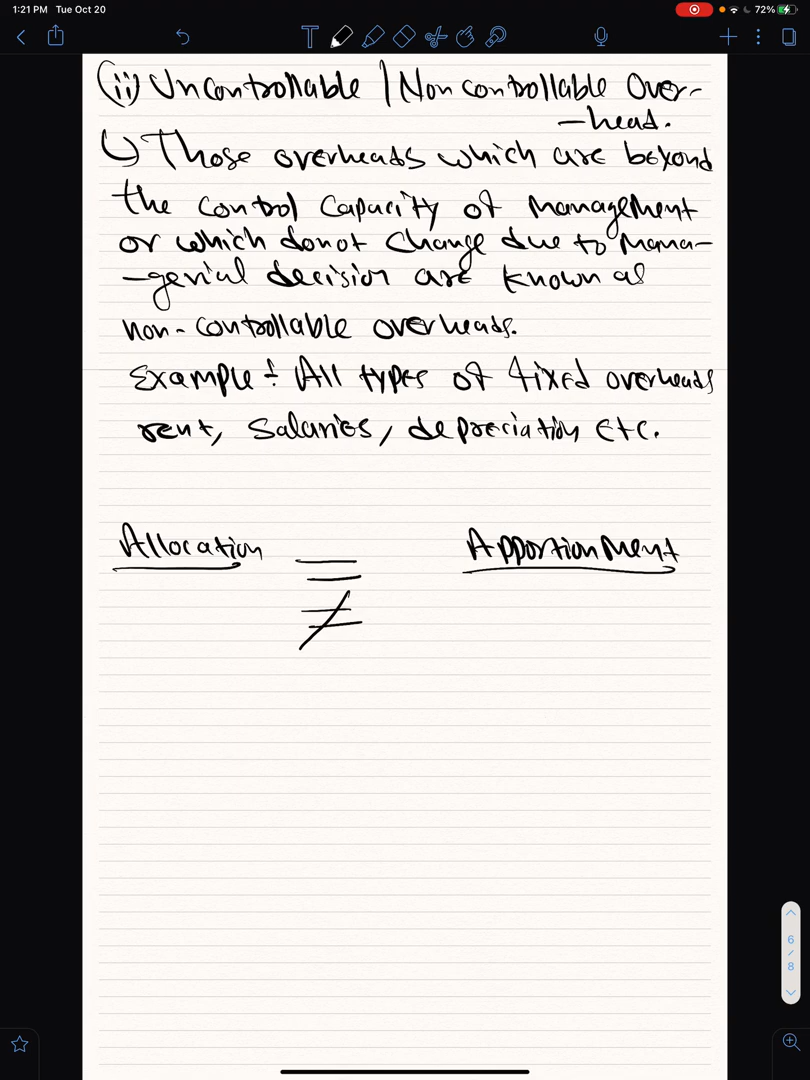 1:21 PM Tue Oct 20
72%
T
(ii) Uncontrollable / Non controllable Over-
-head.
Those overheads which are beyond
the control capacity of management
or which donot change due to mana-
-gerial decision are known as
non-controllable overheads.
Example ÷ All types of fixed overheads
rent, salaries, depreciation Etc.
Allocation = Apportionment
≠
6
/
8